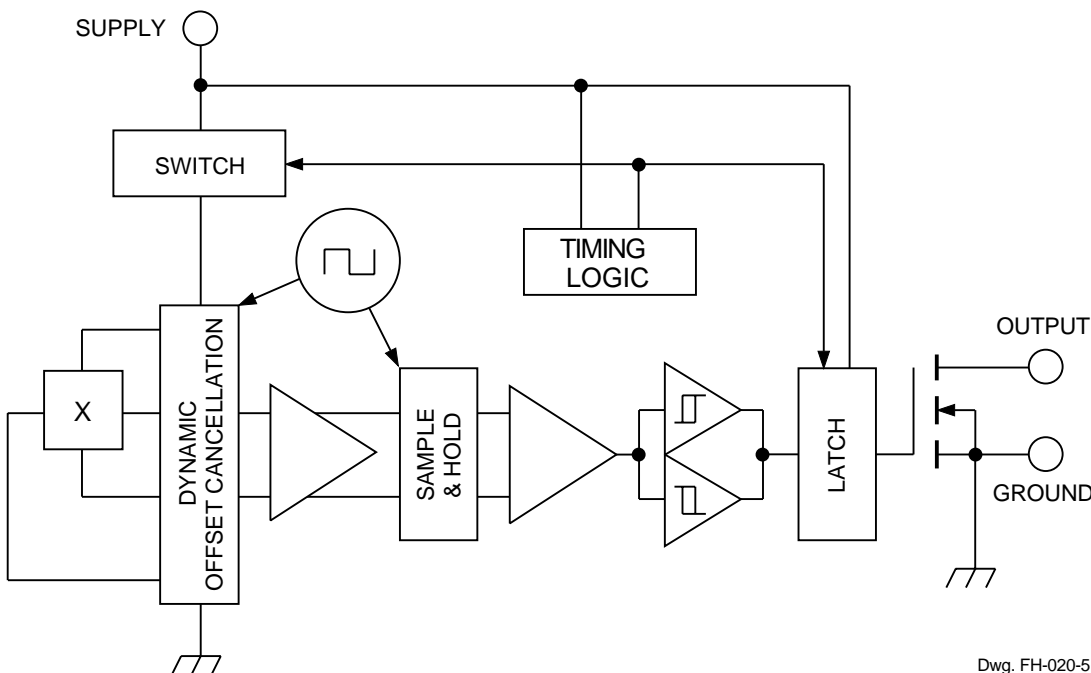 SUPPLY
SWITCH
TIMING
LOGIC
OUTPUT
X
DYNAMIC
OFFSET CANCELLATION
SAMPLE
& HOLD
LATCH
GROUND
Dwg. FH-020-5